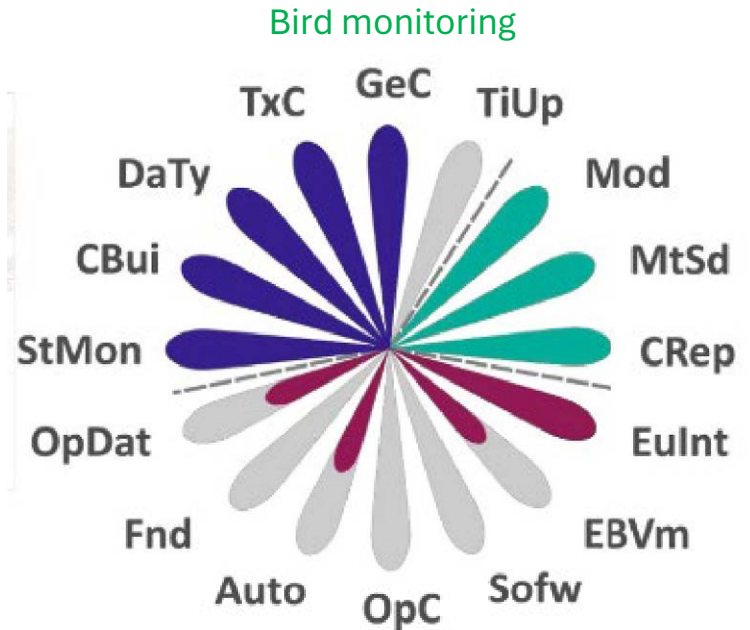 Bird monitoring
GeC
TxC
TiUp
DaTy
Mod
CBui
MtSd
StMon
CRep
OpDat
EuInt
Fnd
EBVm
Auto
Sofw
OpC